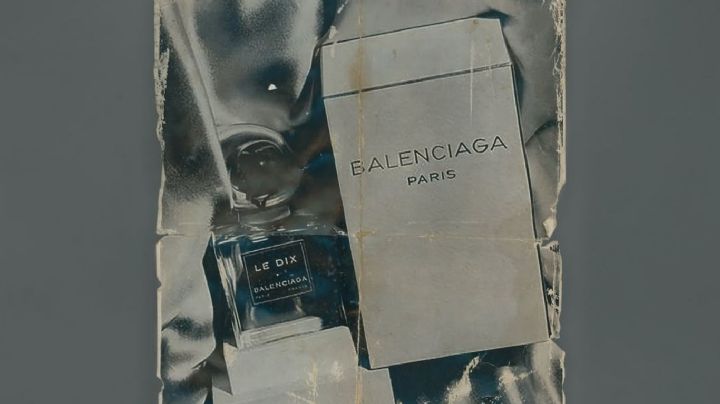 BALENCIAGA
PARIS
LE DIX
BALENCIAGA
PARIS FRANCE